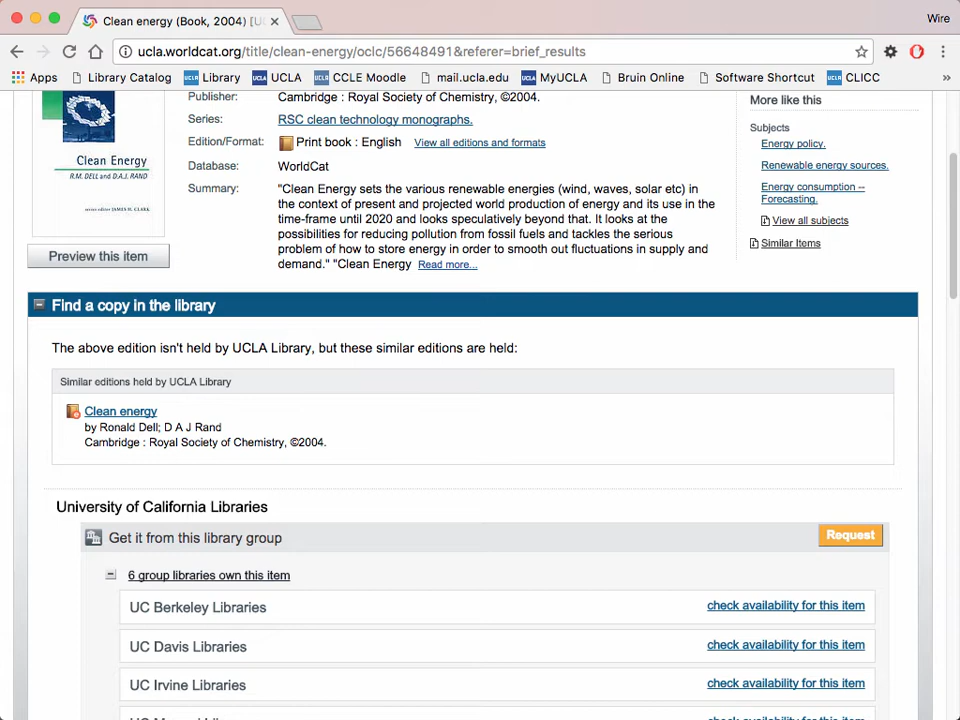 Clean energy (Book, 2004) [U
Wire
ucla.worldcat.org/title/clean-energy/oclc/56648491&referer=brief_results
Apps
Library Catalog
UCLA Library
UCLA UCLA
UCLA CCLE Moodle
mail.ucla.edu
UCLA MyUCLA
Bruin Online
Software Shortcut
UCLA CLICC
»
Clean Energy
R.M. DELL and D.A.J. RAND
series editor JAMES H. CLARK
Preview this item
Publisher: Cambridge : Royal Society of Chemistry, ©2004.
Series: RSC clean technology monographs.
Edition/Format: Print book : English View all editions and formats
Database: WorldCat
Summary: "Clean Energy sets the various renewable energies (wind, waves, solar etc) in
the context of present and projected world production of energy and its use in the
time-frame until 2020 and looks speculatively beyond that. It looks at the
possibilities for reducing pollution from fossil fuels and tackles the serious
problem of how to store energy in order to smooth out fluctuations in supply and
demand." "Clean Energy Read more...
More like this
Subjects
Energy policy.
Renewable energy sources.
Energy consumption --
Forecasting.
View all subjects
Similar Items
Find a copy in the library
The above edition isn't held by UCLA Library, but these similar editions are held:
Similar editions held by UCLA Library
Clean energy
by Ronald Dell; D A J Rand
Cambridge : Royal Society of Chemistry, ©2004.
University of California Libraries
Get it from this library group
Request
6 group libraries own this item
UC Berkeley Libraries check availability for this item
UC Davis Libraries check availability for this item
UC Irvine Libraries check availability for this item